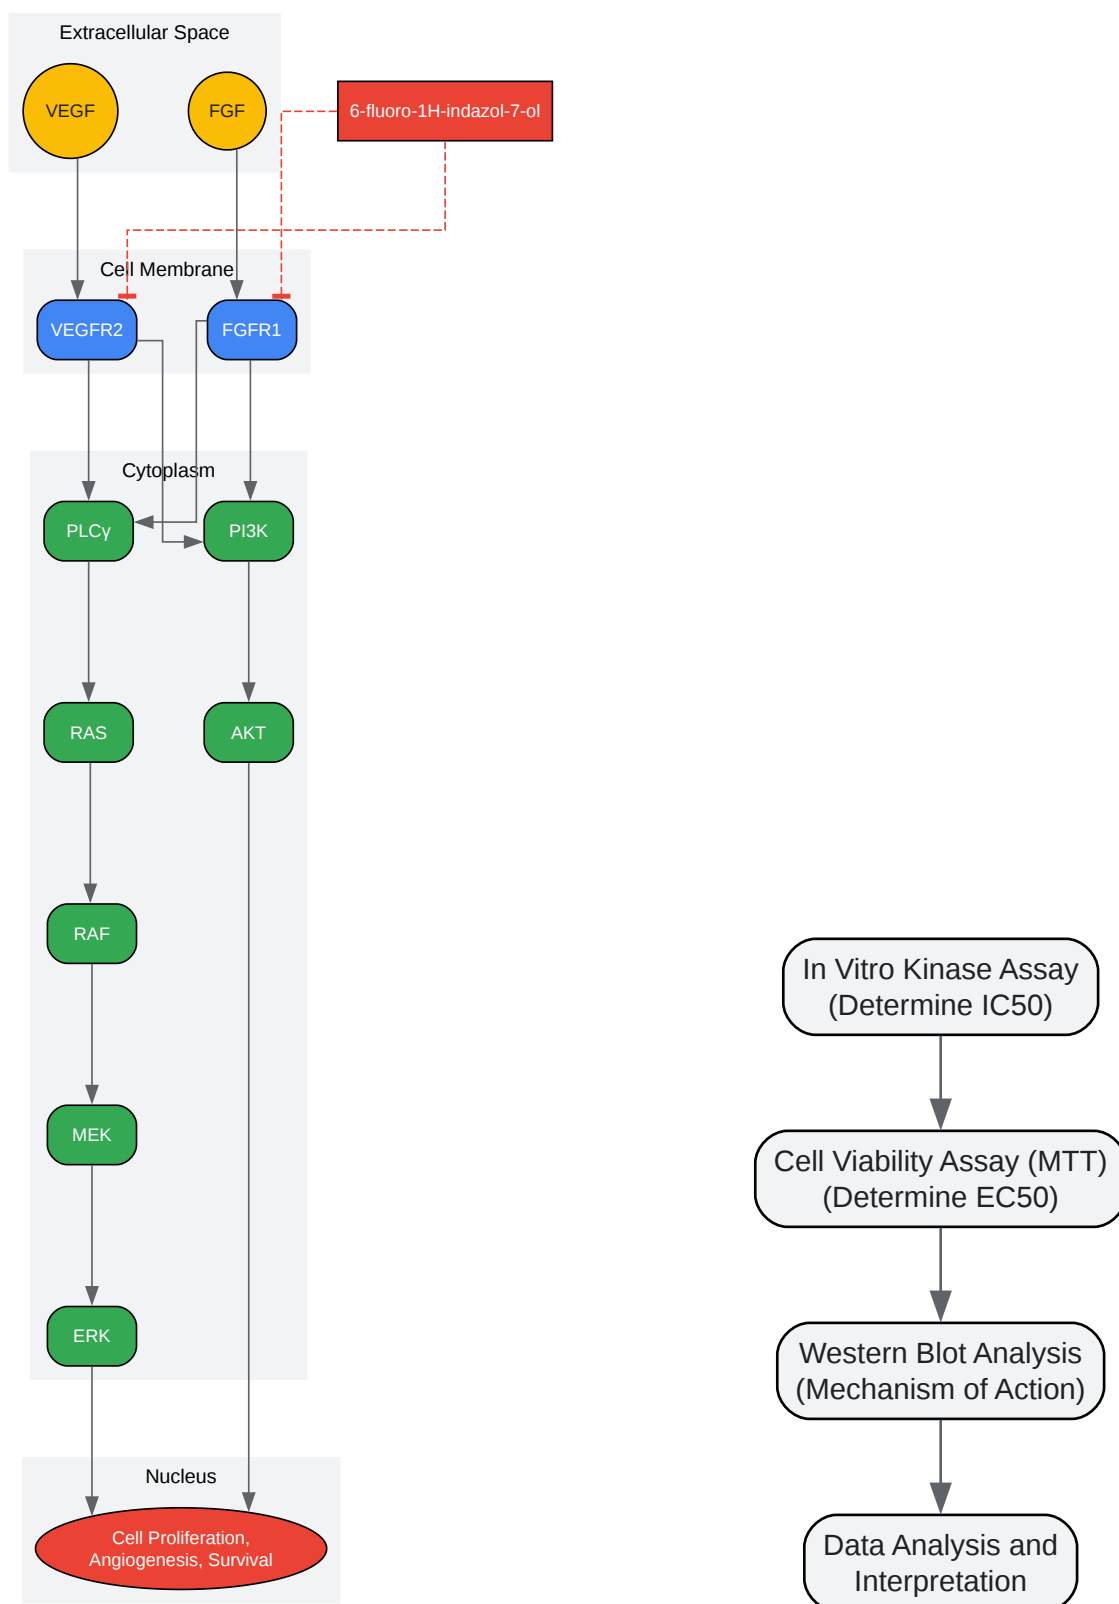 Extracellular Space
VEGF
FGF
6-fluoro-1H-indazol-7-ol
Cell Membrane
VEGFR2
FGFR1
Cytoplasm
PLCγ
PI3K
RAS
AKT
RAF
MEK
ERK
Nucleus
Cell Proliferation,
Angiogenesis, Survival
In Vitro Kinase Assay
(Determine IC50)
Cell Viability Assay (MTT)
(Determine EC50)
Western Blot Analysis
(Mechanism of Action)
Data Analysis and
Interpretation